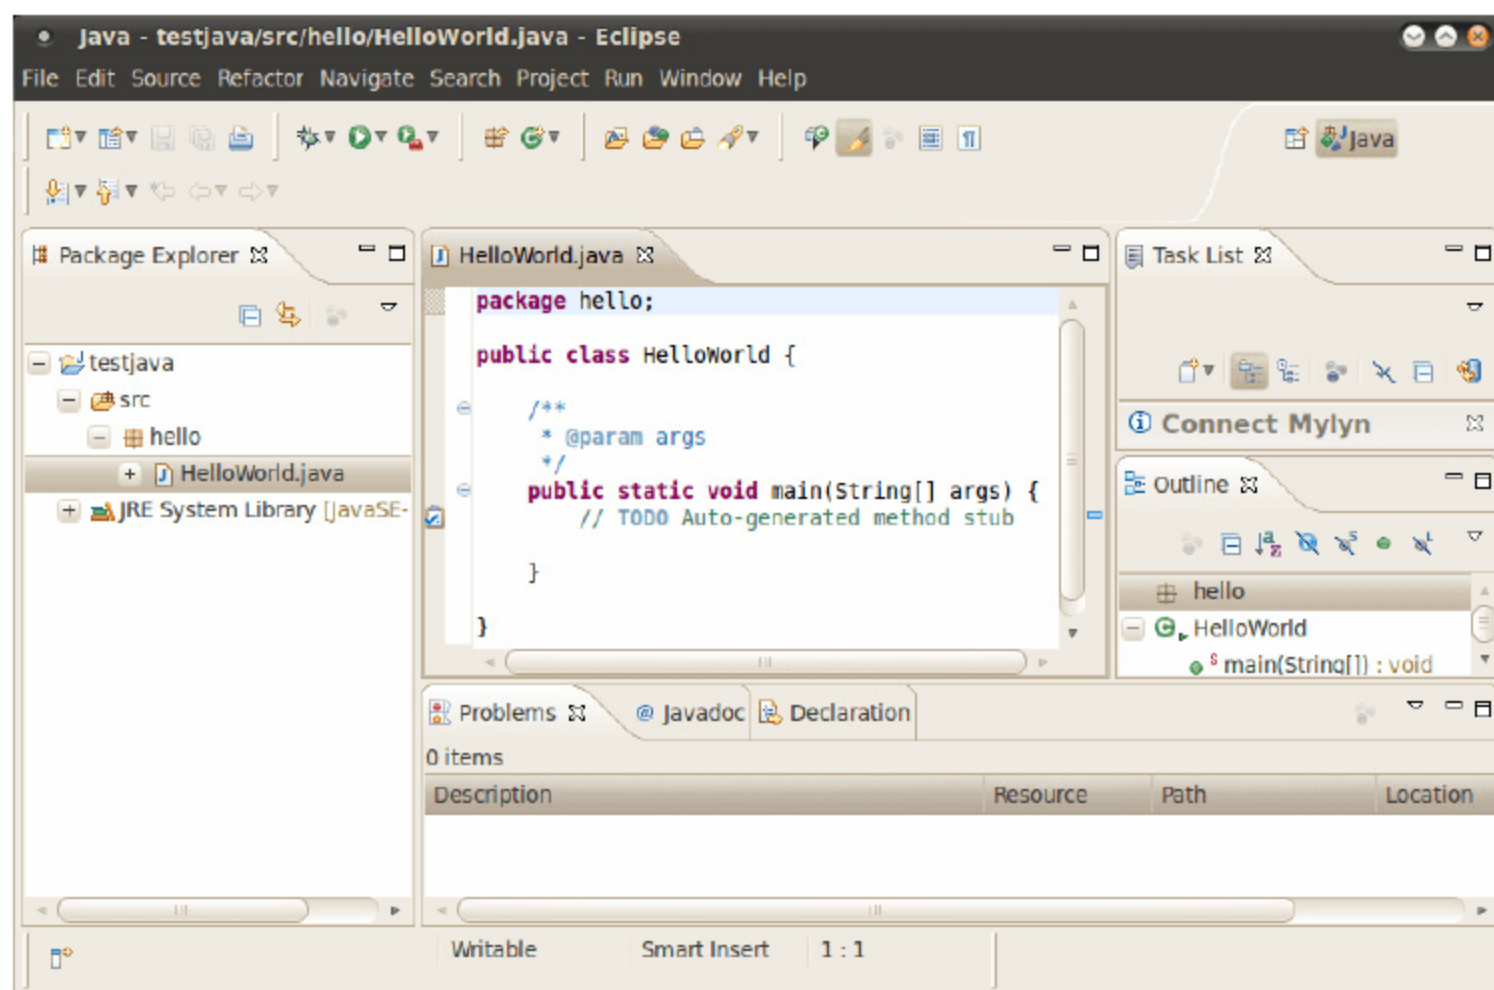 Java - testjava/src/hello/HelloWorld.java - Eclipse
File Edit Source Refactor Navigate Search Project Run Window Help
Java
Package Explorer
testjava
src
hello
HelloWorld.java
JRE System Library [JavaSE-
HelloWorld.java
package hello;
public class HelloWorld {
/**
* @param args
*/
public static void main(String[] args) {
// TODO Auto-generated method stub
}
}
Task List
Connect Mylyn
Outline
hello
HelloWorld
main(String[]) : void
Problems @ Javadoc Declaration
0 items
Description Resource Path Location
Writable Smart Insert 1 : 1